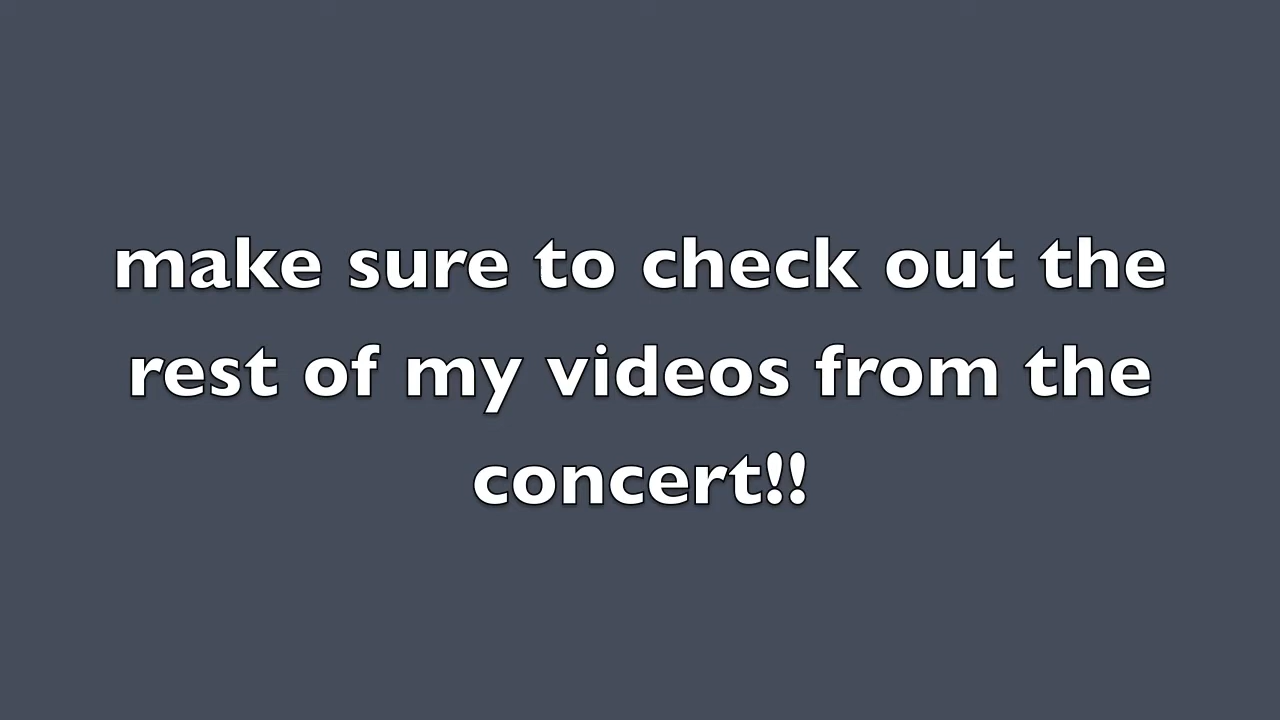 make sure to check out the
rest of my videos from the
concert!!